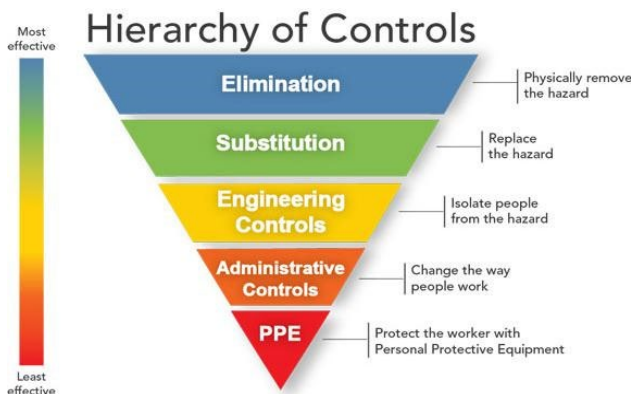 Hierarchy of Controls
Most
effective
Elimination
Physically remove
the hazard
Substitution
Replace
the hazard
Engineering
Controls
Isolate people
from the hazard
Administrative
Controls
Change the way
people work
PPE
Protect the worker with
Personal Protective Equipment
Least
effective